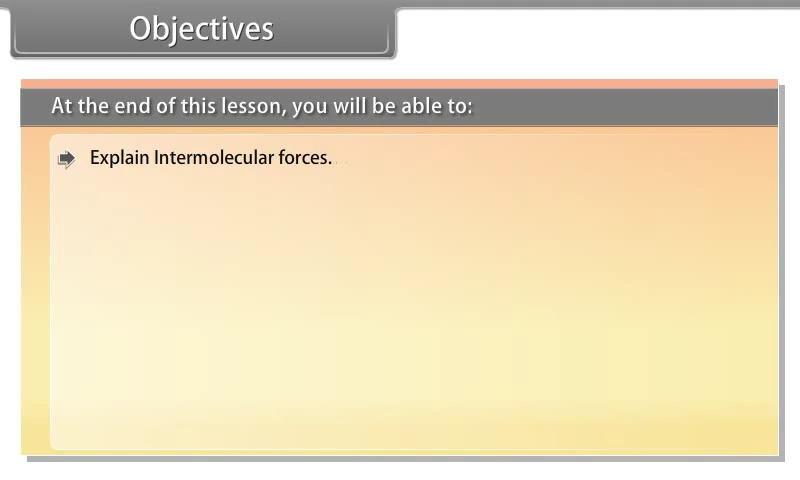 Objectives
At the end of this lesson, you will be able to:
Explain Intermolecular forces.